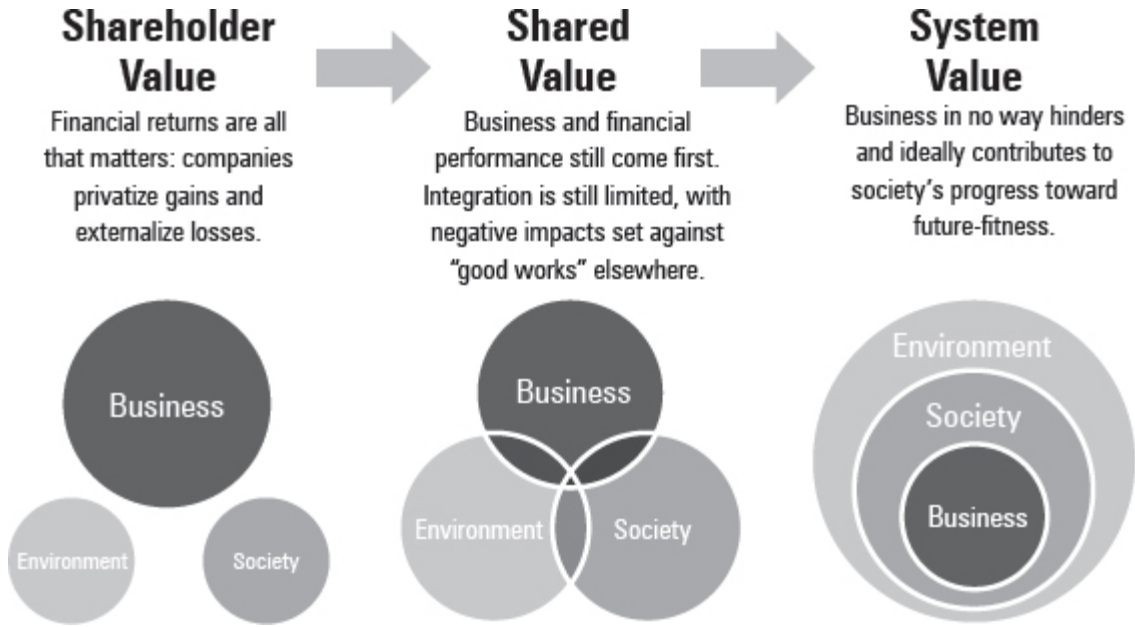 Shareholder
Value
Financial returns are all
that matters: companies
privatize gains and
externalize losses.
Business
Environment
Society
Shared
Value
Business and financial
performance still come first.
Integration is still limited, with
negative impacts set against
“good works” elsewhere.
Business
Environment
Society
System
Value
Business in no way hinders
and ideally contributes to
society’s progress toward
future-fitness.
Environment
Society
Business